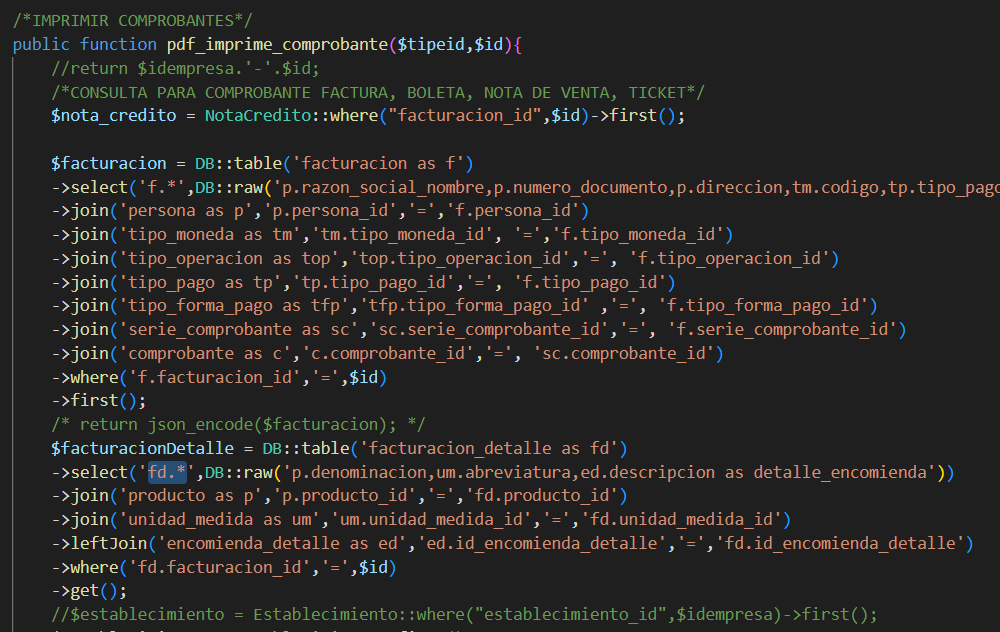 /*IMPRIMIR COMPROBANTES*/
public function pdf_imprime_comprobante($tipeid,$id){
//return $idempresa.'-'.$id;
/*CONSULTA PARA COMPROBANTE FACTURA, BOLETA, NOTA DE VENTA, TICKET*/
$nota_credito = NotaCredito::where("facturacion_id",$id)->first();
$facturacion = DB::table('facturacion as f')
->select('f.*',DB::raw('p.razon_social_nombre,p.numero_documento,p.direccion,tm.codigo,tp.tipo_pago
->join('persona as p','p.persona_id','=','f.persona_id')
->join('tipo_moneda as tm','tm.tipo_moneda_id', '=','f.tipo_moneda_id')
->join('tipo_operacion as top','top.tipo_operacion_id','=', 'f.tipo_operacion_id')
->join('tipo_pago as tp','tp.tipo_pago_id','=', 'f.tipo_pago_id')
->join('tipo_forma_pago as tfp','tfp.tipo_forma_pago_id' ,'=', 'f.tipo_forma_pago_id')
->join('serie_comprobante as sc','sc.serie_comprobante_id','=', 'f.serie_comprobante_id')
->join('comprobante as c','c.comprobante_id','=', 'sc.comprobante_id')
->where('f.facturacion_id','=',$id)
->first();
/* return json_encode($facturacion); */
$facturacionDetalle = DB::table('facturacion_detalle as fd')
->select('fd.*',DB::raw('p.denominacion,um.abreviatura,ed.descripcion as detalle_encomienda'))
->join('producto as p','p.producto_id','=','fd.producto_id')
->join('unidad_medida as um','um.unidad_medida_id','=','fd.unidad_medida_id')
->leftJoin('encomienda_detalle as ed','ed.id_encomienda_detalle','=','fd.id_encomienda_detalle')
->where('fd.facturacion_id','=',$id)
->get();
//$establecimiento = Establecimiento::where("establecimiento_id",$idempresa)->first();